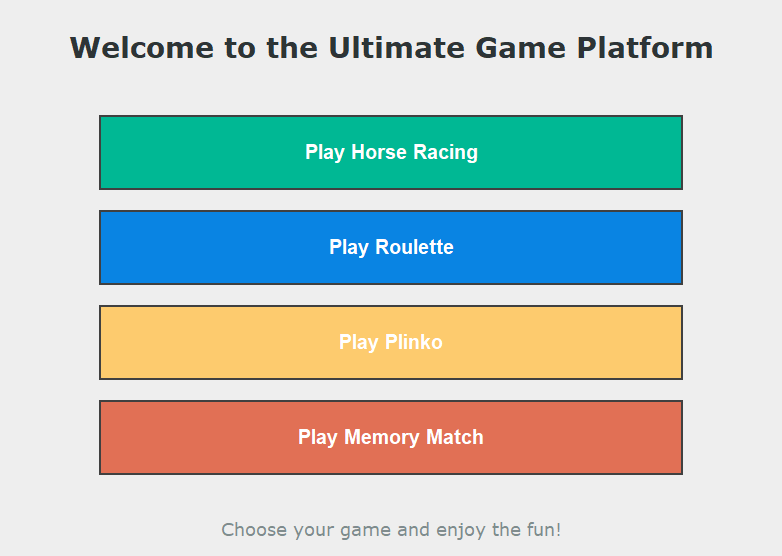 Welcome to the Ultimate Game Platform
Play Horse Racing
Play Roulette
Play Plinko
Play Memory Match
Choose your game and enjoy the fun!